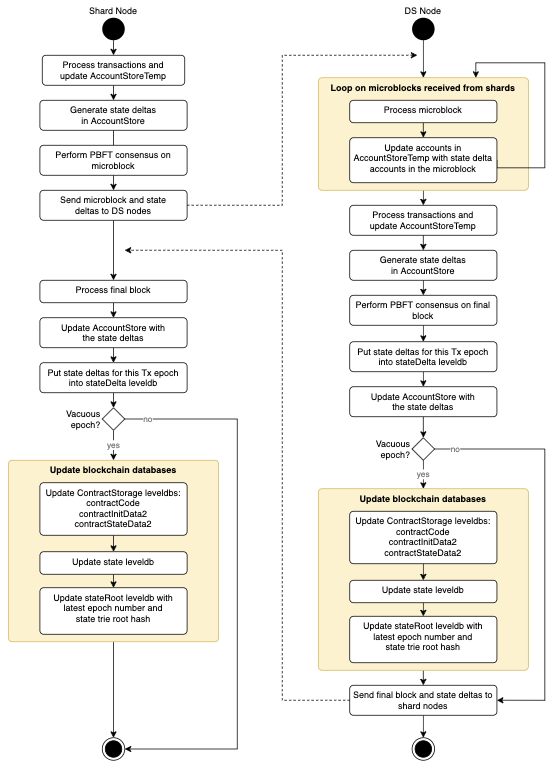 Shard Node
Process transactions and
update AccountStoreTemp
Generate state deltas
in AccountStore
Perform PBFT consensus on
microblock
Send microblock and state
deltas to DS nodes
Process final block
Update AccountStore with
the state deltas
Put state deltas for this Tx epoch
into stateDelta leveldb
Vacuous
epoch?
no
yes
Update blockchain databases
Update ContractStorage leveldbs:
contractCode
contractInitData2
contractStateData2
Update state leveldb
Update stateRoot leveldb with
latest epoch number and
state trie root hash
DS Node
Loop on microblocks received from shards
Process microblock
Update accounts in
AccountStoreTemp with state delta
accounts in the microblock
Process transactions and
update AccountStoreTemp
Generate state deltas
in AccountStore
Perform PBFT consensus on final
block
Put state deltas for this Tx epoch
into stateDelta leveldb
Update AccountStore with
the state deltas
Vacuous
epoch?
no
yes
Update blockchain databases
Update ContractStorage leveldbs:
contractCode
contractInitData2
contractStateData2
Update state leveldb
Update stateRoot leveldb with
latest epoch number and
state trie root hash
Send final block and state deltas to
shard nodes